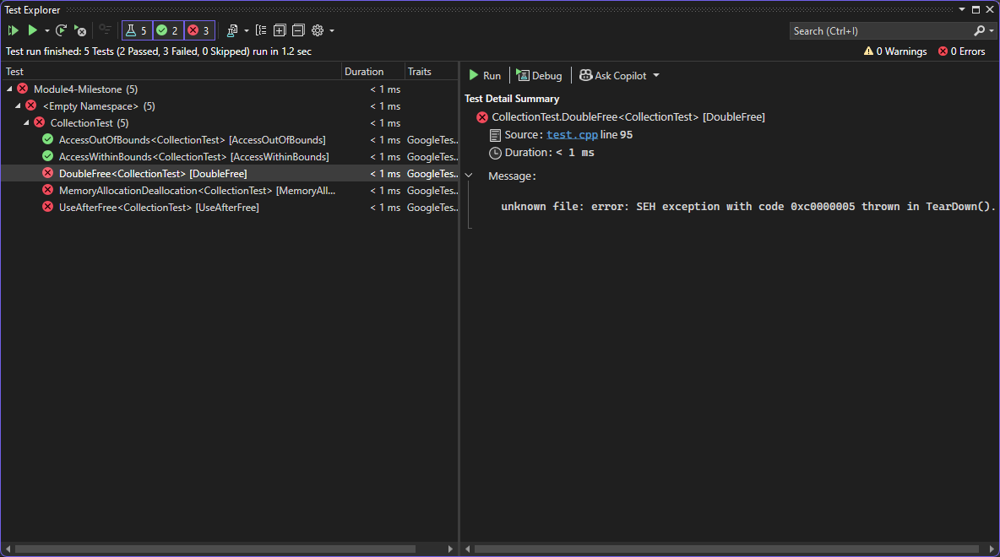 Test Explorer
5 2 3
Search (Ctrl+I)
Test run finished: 5 Tests (2 Passed, 3 Failed, 0 Skipped) run in 1.2 sec
0 Warnings 0 Errors
Test Duration Traits
Module4-Milestone (5) < 1 ms
<Empty Namespace> (5) < 1 ms
CollectionTest (5) < 1 ms
AccessOutOfBounds<CollectionTest> [AccessOutOfBounds] < 1 ms GoogleTes...
AccessWithinBounds<CollectionTest> [AccessWithinBounds] < 1 ms GoogleTes...
DoubleFree<CollectionTest> [DoubleFree] < 1 ms GoogleTes...
MemoryAllocationDeallocation<CollectionTest> [MemoryAll... < 1 ms GoogleTes...
UseAfterFree<CollectionTest> [UseAfterFree] < 1 ms GoogleTes...
Run Debug Ask Copilot
Test Detail Summary
CollectionTest.DoubleFree<CollectionTest> [DoubleFree]
Source: test.cpp line 95
Duration: < 1 ms
Message:
unknown file: error: SEH exception with code 0xc0000005 thrown in TearDown().